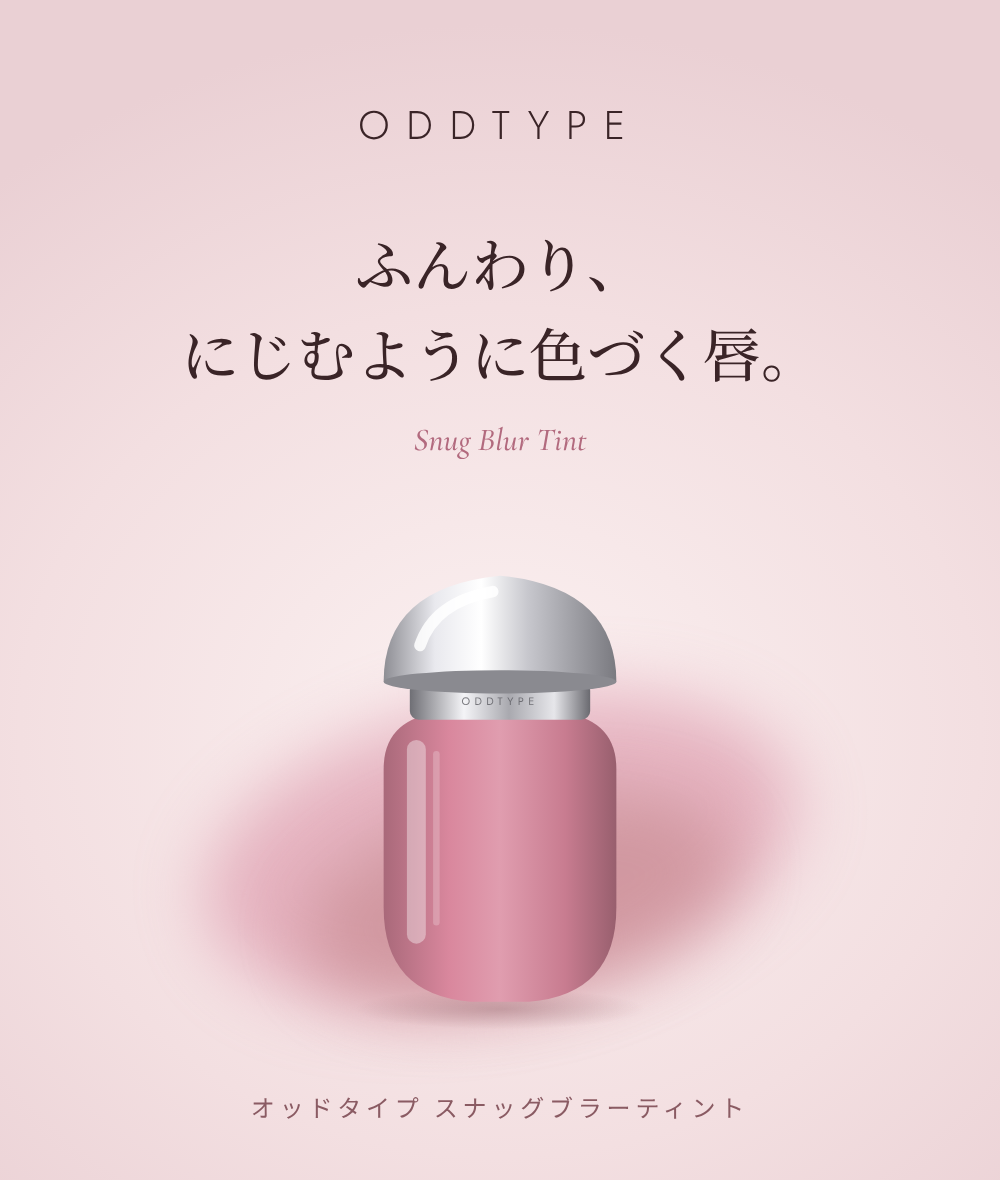 ODDTYPE
ふんわり、
にじむように色づく唇。
Snug Blur Tint
ODDTYPE
オッドタイプ スナッグブラーティント